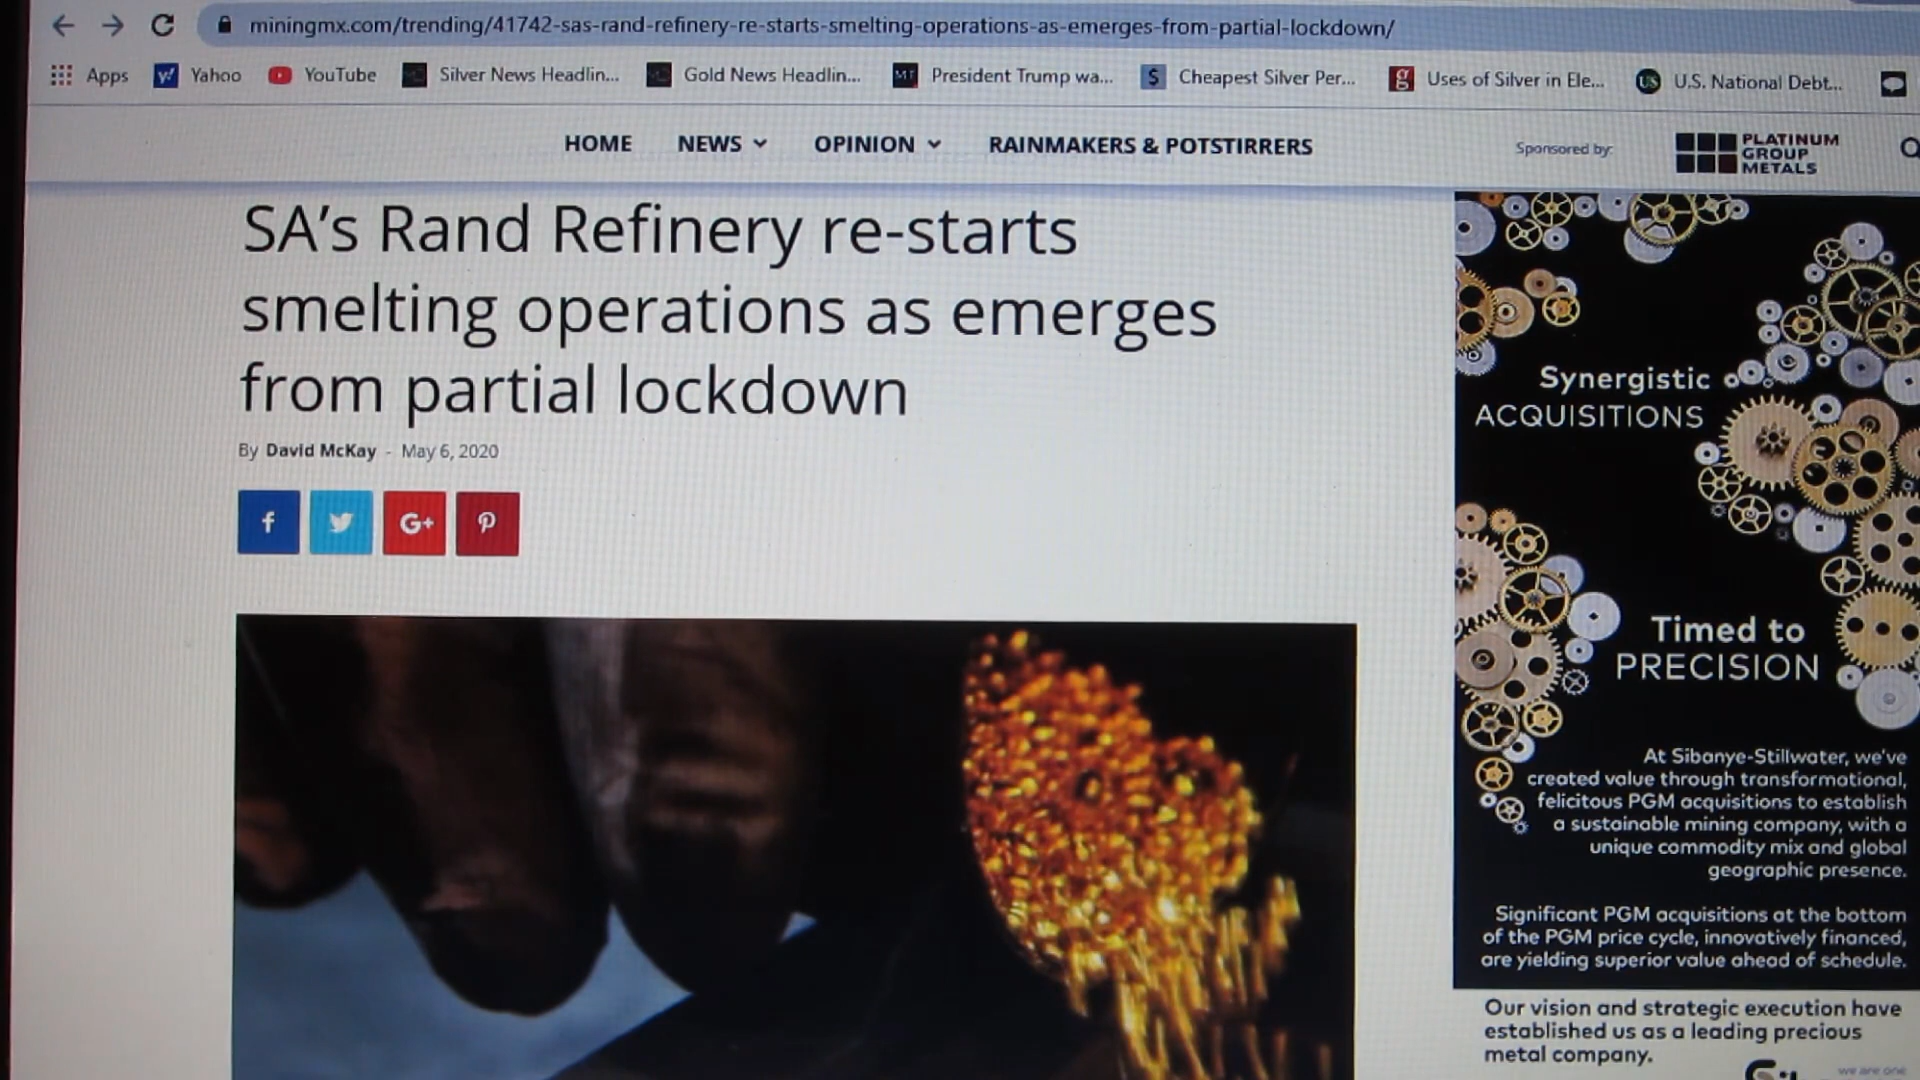 miningmx.com/trending/41742-sas-rand-refinery-re-starts-smelting-operations-as-emerges-from-partial-lockdown/
Apps Yahoo YouTube Silver News Headlin... Gold News Headlin... MT President Trump wa... $ Cheapest Silver Per... g Uses of Silver in Ele... US U.S. National Debt...
HOME NEWS OPINION RAINMAKERS & POTSTIRRERS Sponsored by:
PLATINUM
GROUP
METALS
SA's Rand Refinery re-starts
smelting operations as emerges
from partial lockdown
By David McKay - May 6, 2020
f G+
Synergistic
ACQUISITIONS
Timed to
PRECISION
At Sibanye-Stillwater, we've
created value through transformational,
felicitous PGM acquisitions to establish
a sustainable mining company, with a
unique commodity mix and global
geographic presence.
Significant PGM acquisitions at the bottom
of the PGM price cycle, innovatively financed,
are yielding superior value ahead of schedule.
Our vision and strategic execution have
established us as a leading precious
metal company.
we are one